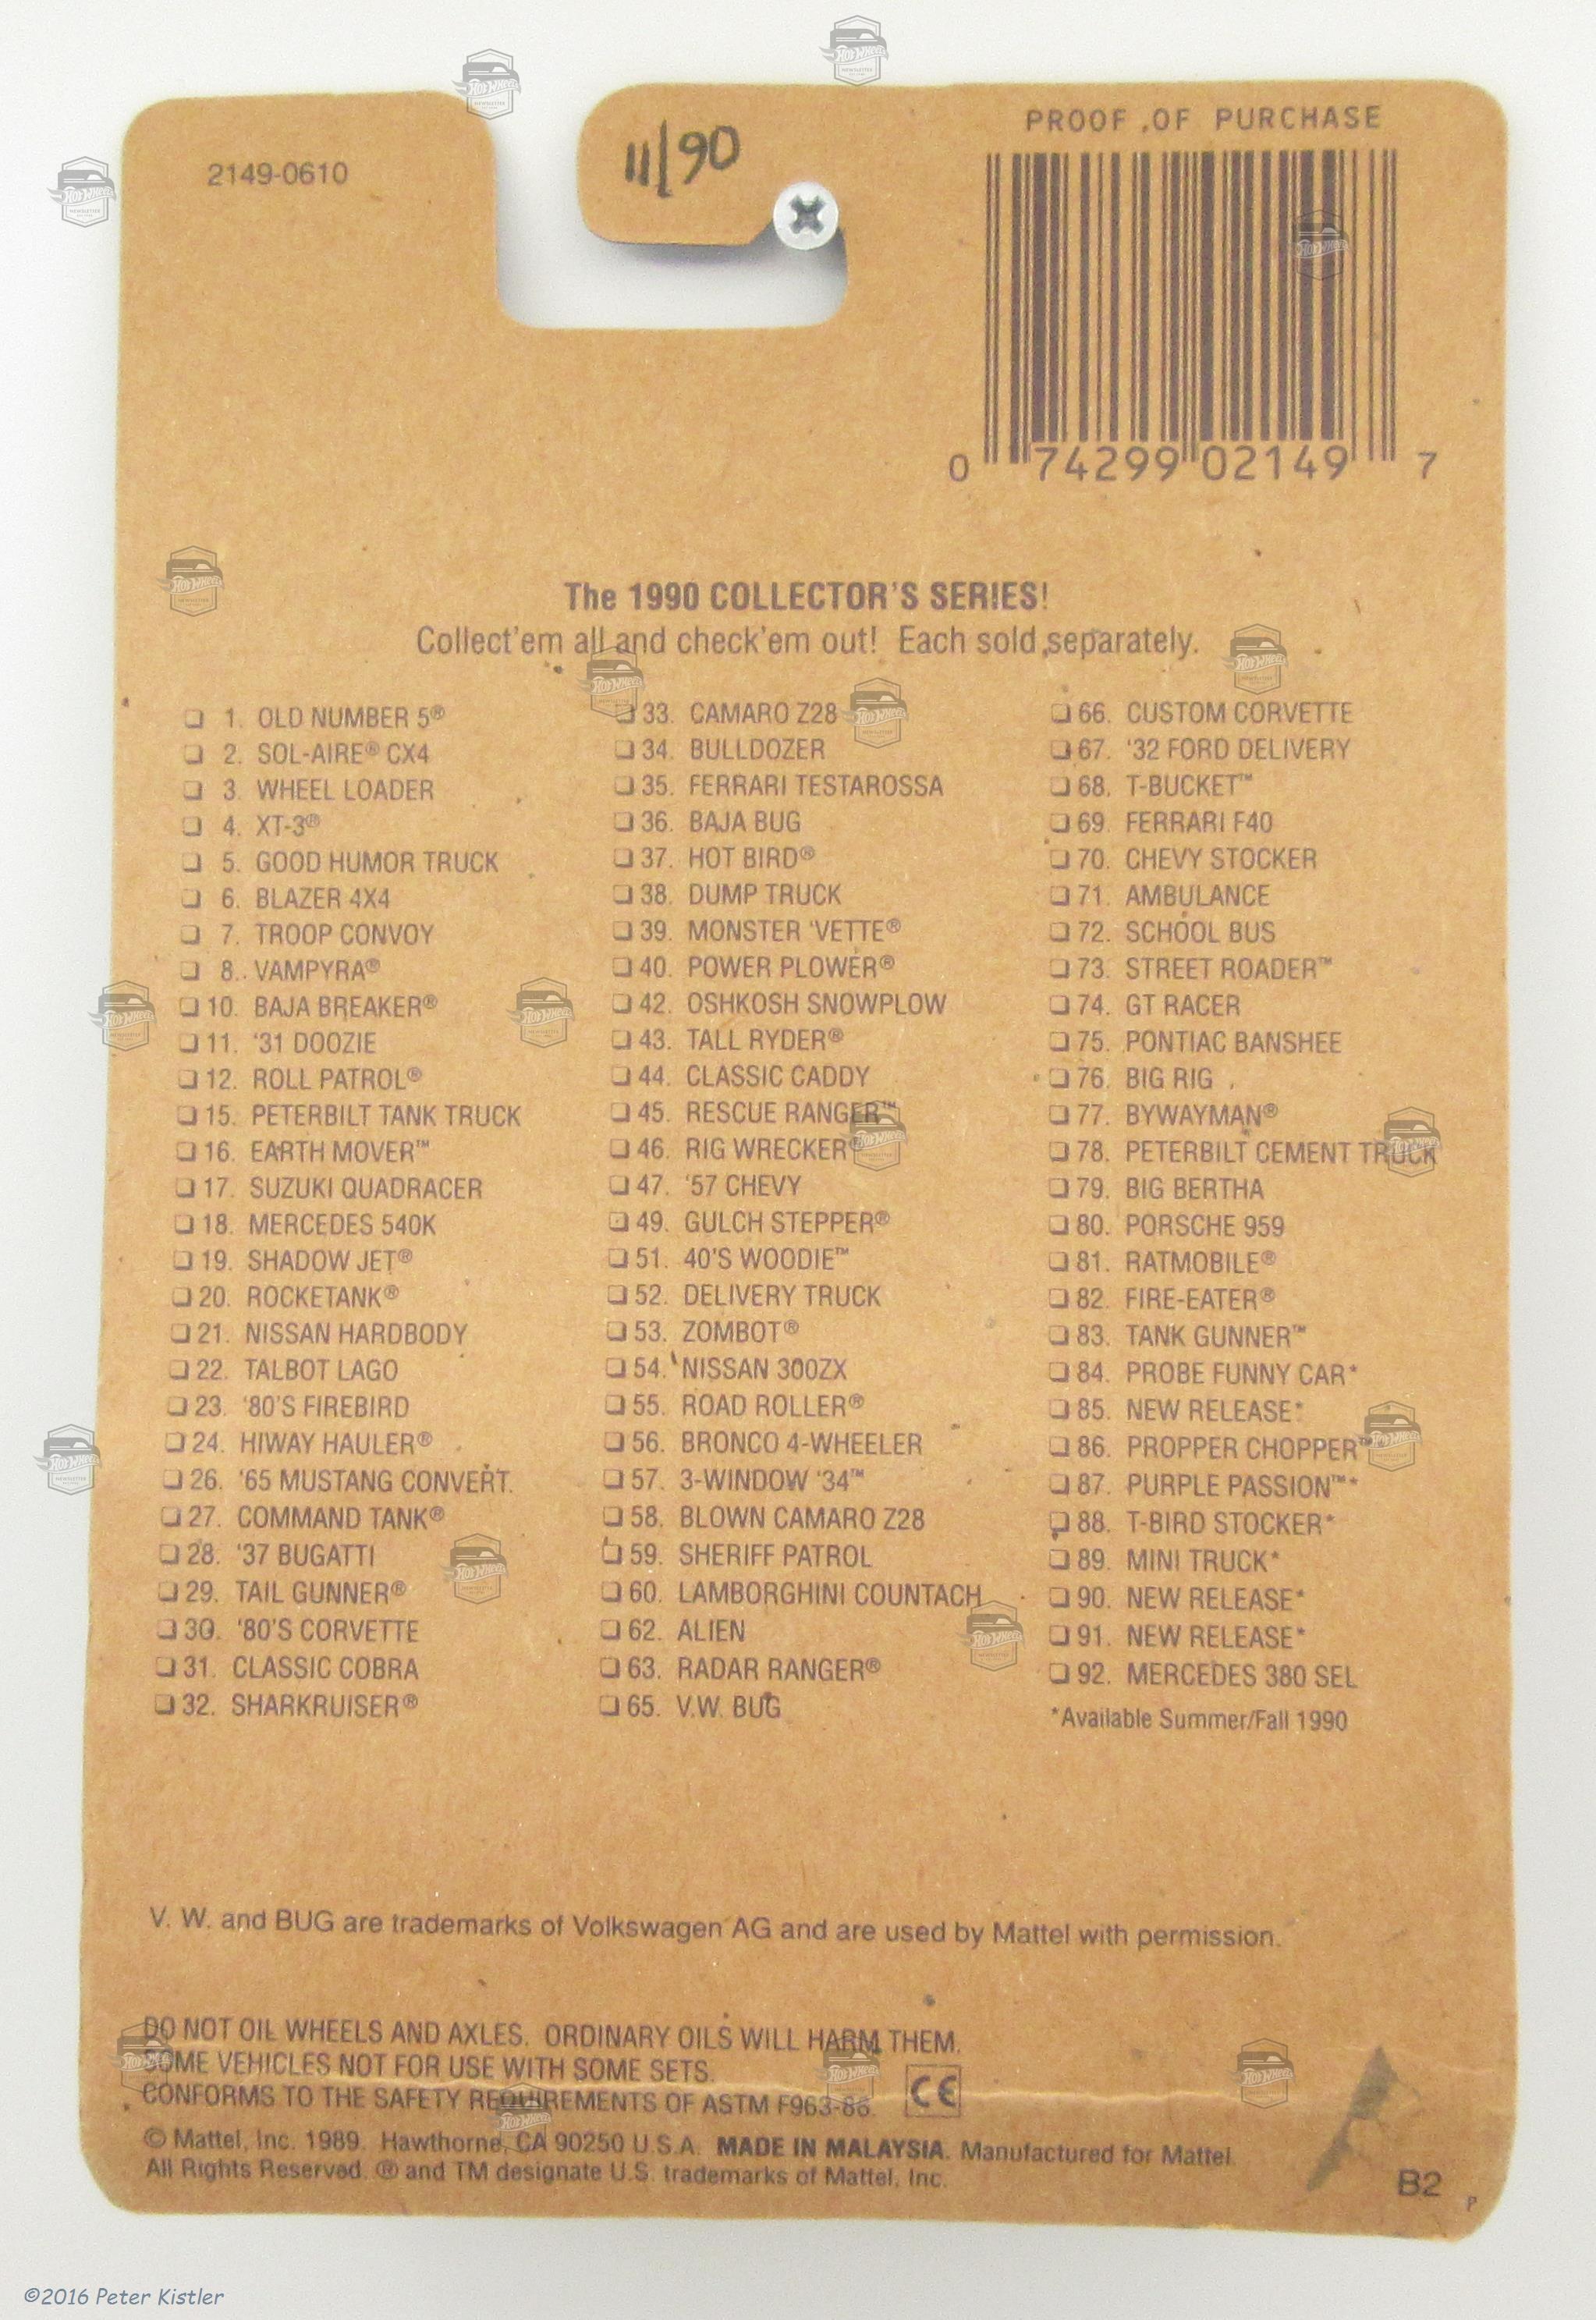 2149-0610
11/90
PROOF OF PURCHASE
0 74299 02149 7
The 1990 COLLECTOR'S SERIES!
Collect'em all and check'em out! Each sold separately.
❏ 1. OLD NUMBER 5®
❏ 2. SOL-AIRE® CX4
❏ 3. WHEEL LOADER
❏ 4. XT-3®
❏ 5. GOOD HUMOR TRUCK
❏ 6. BLAZER 4X4
❏ 7. TROOP CONVOY
❏ 8. VAMPYRA®
❏ 10. BAJA BREAKER®
❏ 11. '31 DOOZIE
❏ 12. ROLL PATROL®
❏ 15. PETERBILT TANK TRUCK
❏ 16. EARTH MOVER™
❏ 17. SUZUKI QUADRACER
❏ 18. MERCEDES 540K
❏ 19. SHADOW JET®
❏ 20. ROCKETANK®
❏ 21. NISSAN HARDBODY
❏ 22. TALBOT LAGO
❏ 23. '80'S FIREBIRD
❏ 24. HIWAY HAULER®
❏ 26. '65 MUSTANG CONVERT.
❏ 27. COMMAND TANK®
❏ 28. '37 BUGATTI
❏ 29. TAIL GUNNER®
❏ 30. '80'S CORVETTE
❏ 31. CLASSIC COBRA
❏ 32. SHARKRUISER®
❏ 33. CAMARO Z28
❏ 34. BULLDOZER
❏ 35. FERRARI TESTAROSSA
❏ 36. BAJA BUG
❏ 37. HOT BIRD®
❏ 38. DUMP TRUCK
❏ 39. MONSTER 'VETTE®
❏ 40. POWER PLOWER®
❏ 42. OSHKOSH SNOWPLOW
❏ 43. TALL RYDER®
❏ 44. CLASSIC CADDY
❏ 45. RESCUE RANGER™
❏ 46. RIG WRECKER®
❏ 47. '57 CHEVY
❏ 49. GULCH STEPPER®
❏ 51. 40'S WOODIE™
❏ 52. DELIVERY TRUCK
❏ 53. ZOMBOT®
❏ 54. NISSAN 300ZX
❏ 55. ROAD ROLLER®
❏ 56. BRONCO 4-WHEELER
❏ 57. 3-WINDOW '34™
❏ 58. BLOWN CAMARO Z28
❏ 59. SHERIFF PATROL
❏ 60. LAMBORGHINI COUNTACH
❏ 62. ALIEN
❏ 63. RADAR RANGER®
❏ 65. V.W. BUG
❏ 66. CUSTOM CORVETTE
❏ 67. '32 FORD DELIVERY
❏ 68. T-BUCKET™
❏ 69. FERRARI F40
❏ 70. CHEVY STOCKER
❏ 71. AMBULANCE
❏ 72. SCHOOL BUS
❏ 73. STREET ROADER™
❏ 74. GT RACER
❏ 75. PONTIAC BANSHEE
❏ 76. BIG RIG
❏ 77. BYWAYMAN®
❏ 78. PETERBILT CEMENT TRUCK
❏ 79. BIG BERTHA
❏ 80. PORSCHE 959
❏ 81. RATMOBILE®
❏ 82. FIRE-EATER®
❏ 83. TANK GUNNER™
❏ 84. PROBE FUNNY CAR*
❏ 85. NEW RELEASE*
❏ 86. PROPPER CHOPPER™
❏ 87. PURPLE PASSION™*
❏ 88. T-BIRD STOCKER*
❏ 89. MINI TRUCK*
❏ 90. NEW RELEASE*
❏ 91. NEW RELEASE*
❏ 92. MERCEDES 380 SEL
*Available Summer/Fall 1990
V. W. and BUG are trademarks of Volkswagen AG and are used by Mattel with permission.
DO NOT OIL WHEELS AND AXLES. ORDINARY OILS WILL HARM THEM.
SOME VEHICLES NOT FOR USE WITH SOME SETS.
CONFORMS TO THE SAFETY REQUIREMENTS OF ASTM F963-86. CE
© Mattel, Inc. 1989. Hawthorne, CA 90250 U.S.A. MADE IN MALAYSIA. Manufactured for Mattel.
All Rights Reserved. ® and TM designate U.S. trademarks of Mattel, Inc.
B2
P
©2016 Peter Kistler